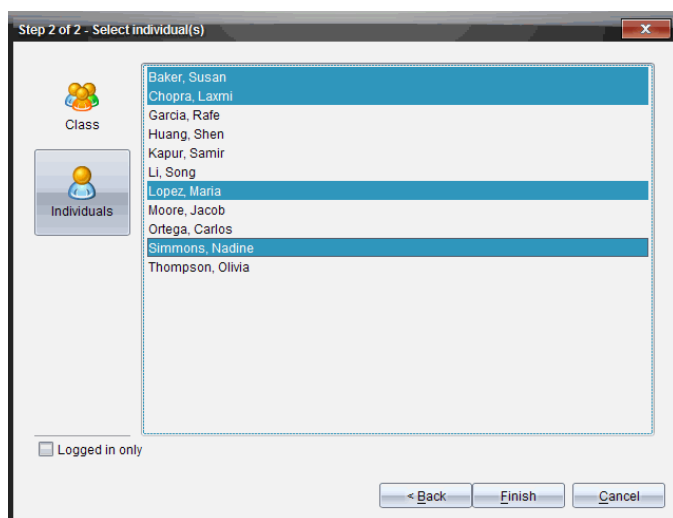 Step 2 of 2 - Select individual(s)
Class
Individuals
Baker, Susan
Chopra, Laxmi
Garcia, Rafe
Huang, Shen
Kapur, Samir
Li, Song
Lopez, Maria
Moore, Jacob
Ortega, Carlos
Simmons, Nadine
Thompson, Olivia
Logged in only
< Back
Finish
Cancel